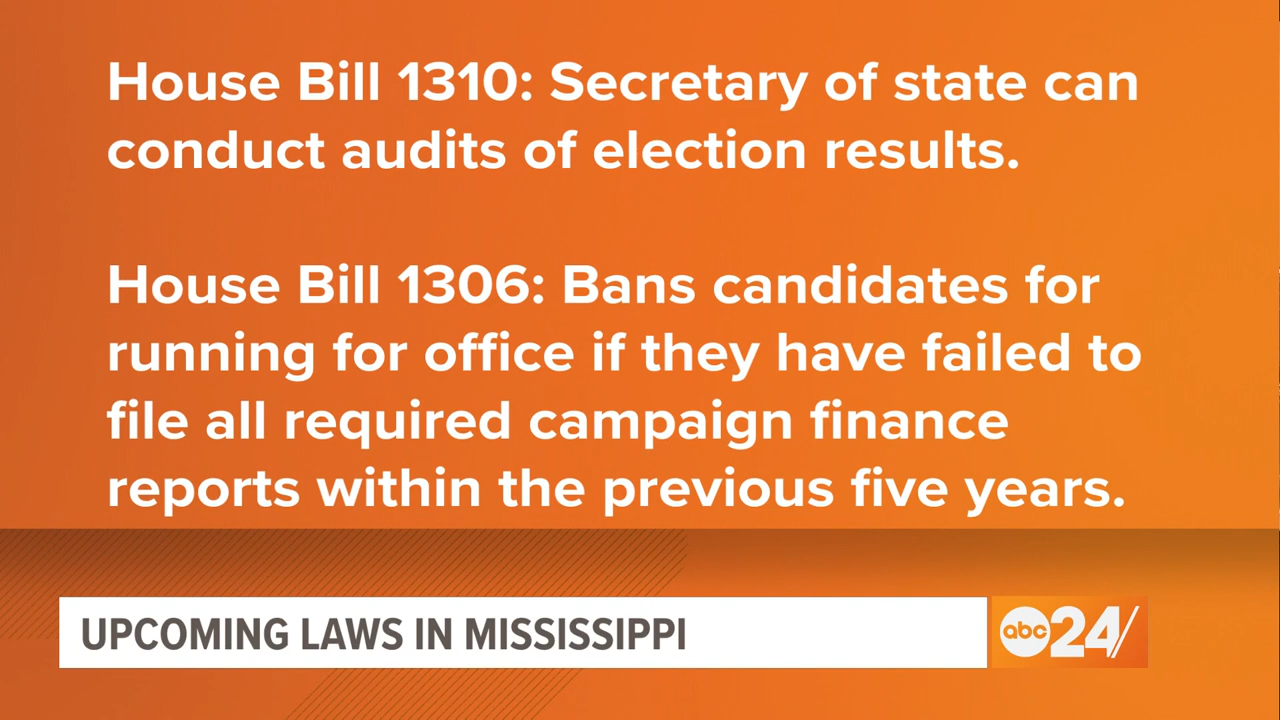 House Bill 1310: Secretary of state can
conduct audits of election results.
House Bill 1306: Bans candidates for
running for office if they have failed to
file all required campaign finance
reports within the previous five years.
UPCOMING LAWS IN MISSISSIPPI
abc 24/